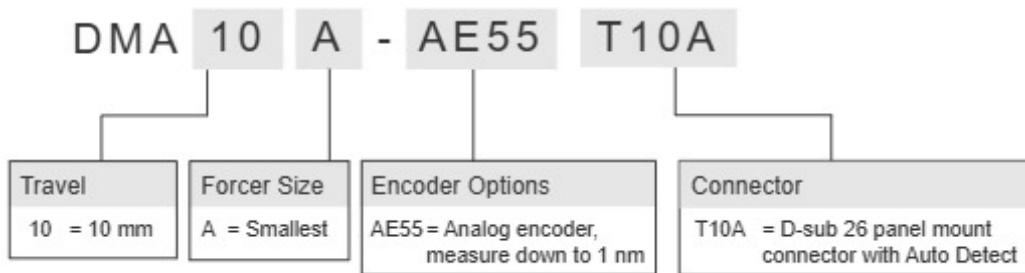 DMA 10 A - AE55 T10A
Travel
10 = 10 mm
Forcer Size
A = Smallest
Encoder Options
AE55 = Analog encoder,
measure down to 1 nm
Connector
T10A = D-sub 26 panel mount
connector with Auto Detect